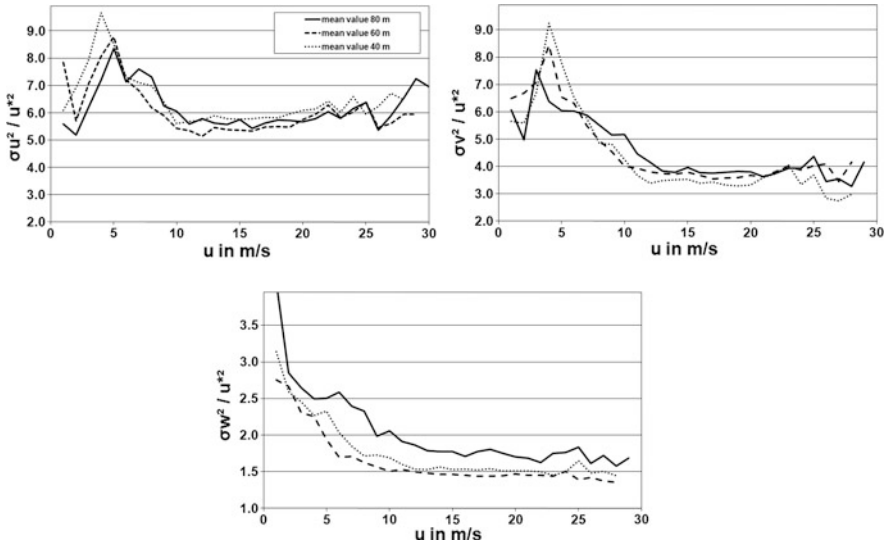 9.0
8.0
7.0
6.0
5.0
4.0
3.0
2.0
σu² / u*²
mean value 80 m
mean value 60 m
mean value 40 m
0 5 10 15 20 25 30
u in m/s
9.0
8.0
7.0
6.0
5.0
4.0
3.0
2.0
σv² / u*²
0 5 10 15 20 25 30
u in m/s
3.5
3.0
2.5
2.0
1.5
1.0
σw² / u*²
0 5 10 15 20 25 30
u in m/s